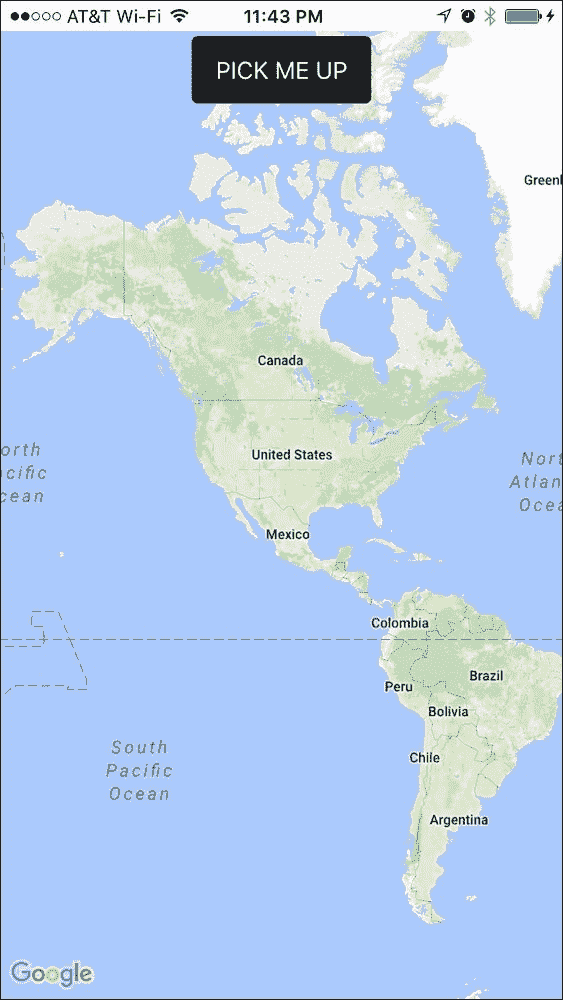 AT&T Wi-Fi 11:43 PM
PICK ME UP
Greenl
Canada
United States
orth
acific
cean
Nort
Atlan
Ocea
Mexico
Colombia
Brazil
Peru
Bolivia
South
Pacific
Ocean
Chile
Argentina
Google